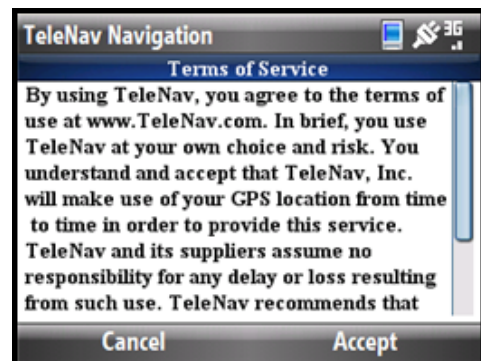 TeleNav Navigation
3G
Terms of Service
By using TeleNav, you agree to the terms of
use at www.TeleNav.com. In brief, you use
TeleNav at your own choice and risk. You
understand and accept that TeleNav, Inc.
will make use of your GPS location from time
to time in order to provide this service.
TeleNav and its suppliers assume no
responsibility for any delay or loss resulting
from such use. TeleNav recommends that
Cancel
Accept